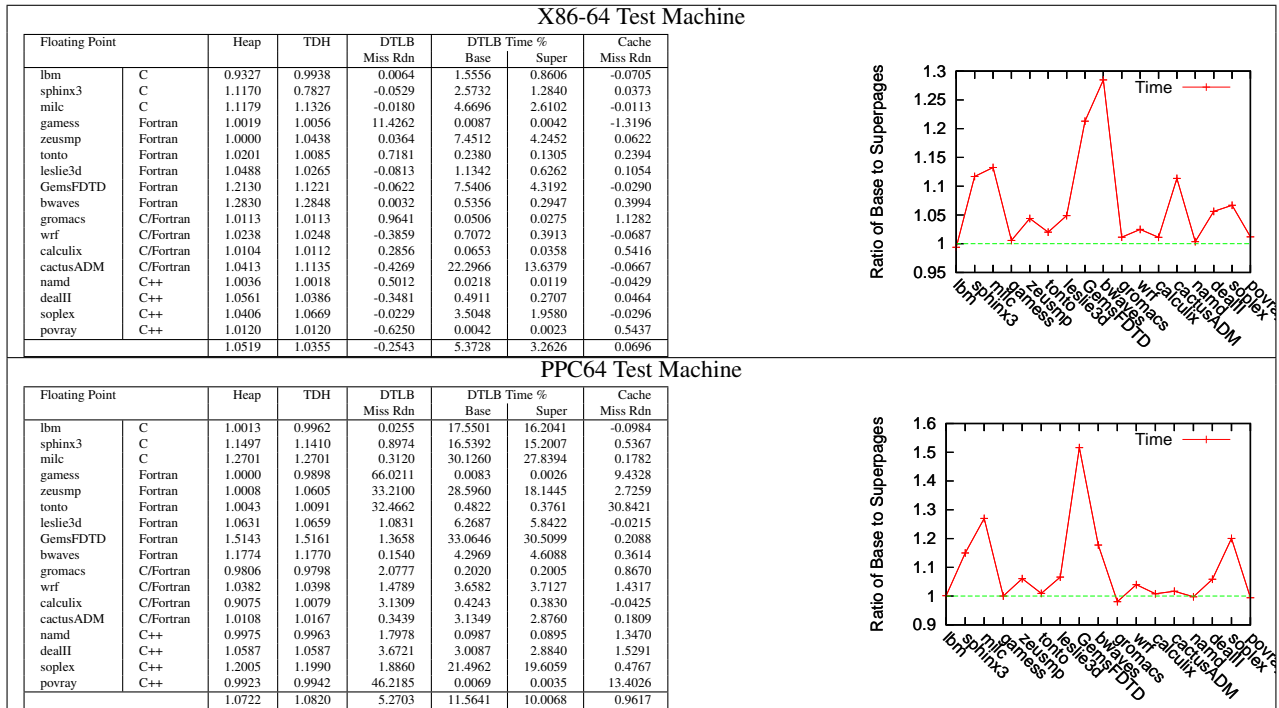 X86-64 Test Machine
Floating Point Heap TDH DTLB DTLB Time % Cache
Miss Rdn Base Super Miss Rdn
lbm C 0.9327 0.9938 0.0064 1.5556 0.8606 -0.0705
sphinx3 C 1.1170 0.7827 -0.0529 2.5732 1.2840 0.0373
milc C 1.1179 1.1326 -0.0180 4.6696 2.6102 -0.0113
gamess Fortran 1.0019 1.0056 11.4262 0.0087 0.0042 -1.3196
zeusmp Fortran 1.0000 1.0438 0.0364 7.4512 4.2452 0.0622
tonto Fortran 1.0201 1.0085 0.7181 0.2380 0.1305 0.2394
leslie3d Fortran 1.0488 1.0265 -0.0813 1.1342 0.6262 0.1054
GemsFDTD Fortran 1.2130 1.1221 -0.0622 7.5406 4.3192 -0.0290
bwaves Fortran 1.2830 1.2848 0.0032 0.5356 0.2947 0.3994
gromacs C/Fortran 1.0113 1.0113 0.9641 0.0506 0.0275 1.1282
wrf C/Fortran 1.0238 1.0248 -0.3859 0.7072 0.3913 -0.0687
calculix C/Fortran 1.0104 1.0112 0.2856 0.0653 0.0358 0.5416
cactusADM C/Fortran 1.0413 1.1135 -0.4269 22.2966 13.6379 -0.0667
namd C++ 1.0036 1.0018 0.5012 0.0218 0.0119 -0.0429
dealII C++ 1.0561 1.0386 -0.3481 0.4911 0.2707 0.0464
soplex C++ 1.0406 1.0669 -0.0229 3.5048 1.9580 -0.0296
povray C++ 1.0120 1.0120 -0.6250 0.0042 0.0023 0.5437
1.0519 1.0355 -0.2543 5.3728 3.2626 0.0696
Ratio of Base to Superpages
1.3
1.25
1.2
1.15
1.1
1.05
1
0.95
Time
lbm
sphinx3
milc
gamess
zeusmp
tonto
leslie3d
GemsFDTD
bwaves
gromacs
wrf
calculix
cactusADM
namd
dealII
soplex
povray
PPC64 Test Machine
Floating Point Heap TDH DTLB DTLB Time % Cache
Miss Rdn Base Super Miss Rdn
lbm C 1.0013 0.9962 0.0255 17.5501 16.2041 -0.0984
sphinx3 C 1.1497 1.1410 0.8974 16.5392 15.2007 0.5367
milc C 1.2701 1.2701 0.3120 30.1260 27.8394 0.1782
gamess Fortran 1.0000 0.9898 66.0211 0.0083 0.0026 9.4328
zeusmp Fortran 1.0008 1.0605 33.2100 28.5960 18.1445 2.7259
tonto Fortran 1.0043 1.0091 32.4662 0.4822 0.3761 30.8421
leslie3d Fortran 1.0631 1.0659 1.0831 6.2687 5.8422 -0.0215
GemsFDTD Fortran 1.5143 1.5161 1.3658 33.0646 30.5099 0.2088
bwaves Fortran 1.1774 1.1770 0.1540 4.2969 4.6088 0.3614
gromacs C/Fortran 0.9806 0.9798 2.0777 0.2020 0.2005 0.8670
wrf C/Fortran 1.0382 1.0398 1.4789 3.6582 3.7127 1.4317
calculix C/Fortran 0.9075 1.0079 3.1309 0.4243 0.3830 -0.0425
cactusADM C/Fortran 1.0108 1.0167 0.3439 3.1349 2.8760 0.1809
namd C++ 0.9975 0.9963 1.7978 0.0987 0.0895 1.3470
dealII C++ 1.0587 1.0587 3.6721 3.0087 2.8840 1.5291
soplex C++ 1.2005 1.1990 1.8860 21.4962 19.6059 0.4767
povray C++ 0.9923 0.9942 46.2185 0.0069 0.0035 13.4026
1.0722 1.0820 5.2703 11.5641 10.0068 0.9617
Ratio of Base to Superpages
1.6
1.5
1.4
1.3
1.2
1.1
1
0.9
Time
lbm
sphinx3
milc
gamess
zeusmp
tonto
leslie3d
GemsFDTD
bwaves
gromacs
wrf
calculix
cactusADM
namd
dealII
soplex
povray